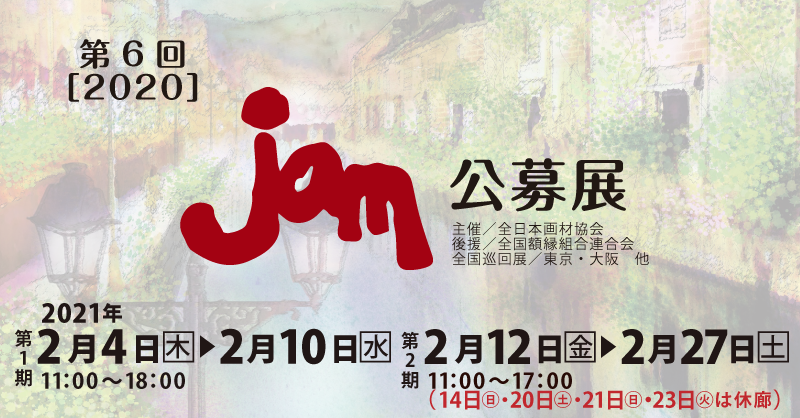 第6回
[2020]
jam
公募展
主催／全日本画材協会
後援／全国額縁組合連合会
全国巡回展／東京・大阪　他
2021年
第1期
2月4日木▶2月10日水
11:00〜18:00
第2期
2月12日金▶2月27日土
11:00〜17:00
（14日日・20日土・21日日・23日火は休廊）